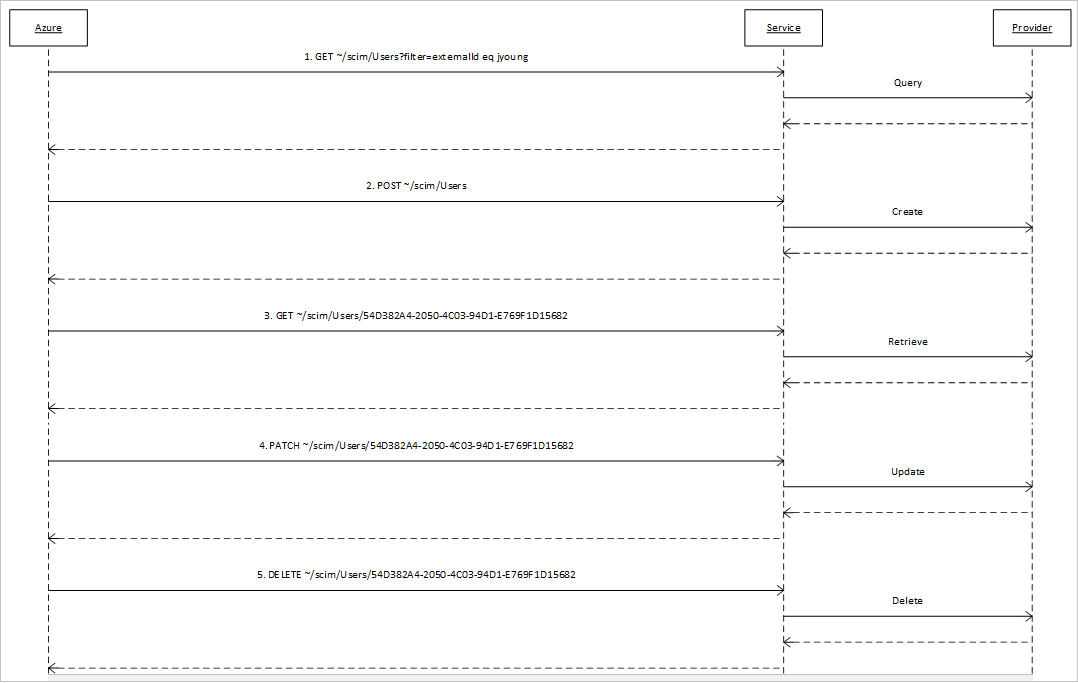 Azure
Service
Provider
1. GET ~/scim/Users?filter=externalId eq jyoung
Query
2. POST ~/scim/Users
Create
3. GET ~/scim/Users/54D382A4-2050-4C03-94D1-E769F1D15682
Retrieve
4. PATCH ~/scim/Users/54D382A4-2050-4C03-94D1-E769F1D15682
Update
5. DELETE ~/scim/Users/54D382A4-2050-4C03-94D1-E769F1D15682
Delete